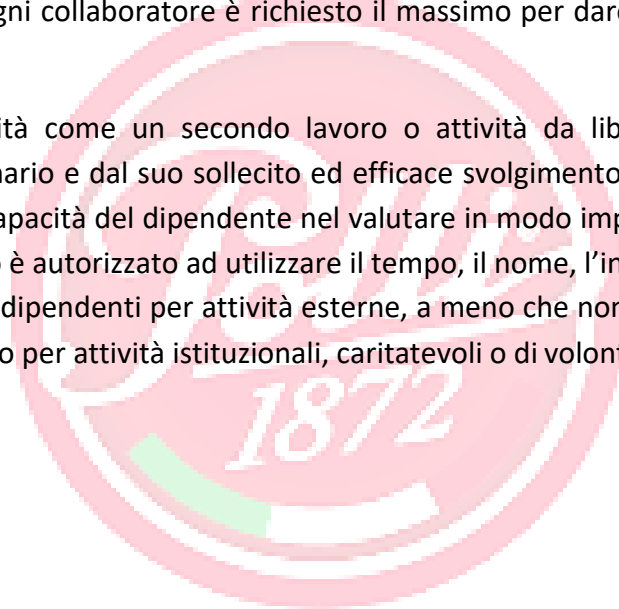 gni collaboratore è richiesto il massimo per dare
ità come un secondo lavoro o attività da lib
nario e dal suo sollecito ed efficace svolgimento
apacità del dipendente nel valutare in modo imp
è autorizzato ad utilizzare il tempo, il nome, l'in
dipendenti per attività esterne, a meno che non
o per attività istituzionali, caritatevoli o di volont
Polli
1872